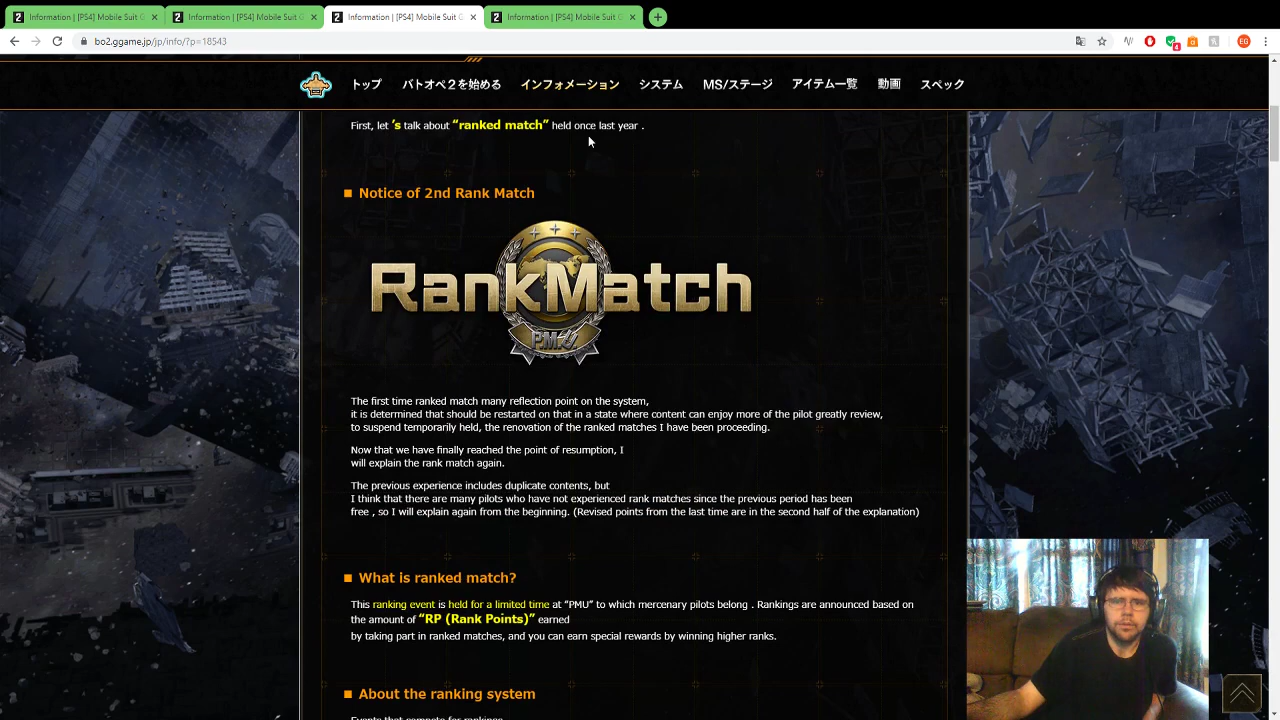 Information | [PS4] Mobile Suit G
Information | [PS4] Mobile Suit G
Information | [PS4] Mobile Suit G
Information | [PS4] Mobile Suit G
bo2.ggame.jp/jp/info/?p=18543
EG
トップ バトオペ２を始める インフォメーション システム MS/ステージ アイテム一覧 動画 スペック
First, let 's talk about “ranked match” held once last year .
■ Notice of 2nd Rank Match
RankMatch
P.M.U
The first time ranked match many reflection point on the system,
it is determined that should be restarted on that in a state where content can enjoy more of the pilot greatly review,
to suspend temporarily held, the renovation of the ranked matches I have been proceeding.
Now that we have finally reached the point of resumption, I
will explain the rank match again.
The previous experience includes duplicate contents, but
I think that there are many pilots who have not experienced rank matches since the previous period has been
free , so I will explain again from the beginning. (Revised points from the last time are in the second half of the explanation)
■ What is ranked match?
This ranking event is held for a limited time at “PMU” to which mercenary pilots belong . Rankings are announced based on
the amount of “RP (Rank Points)” earned
by taking part in ranked matches, and you can earn special rewards by winning higher ranks.
■ About the ranking system
Events that compete for rankings